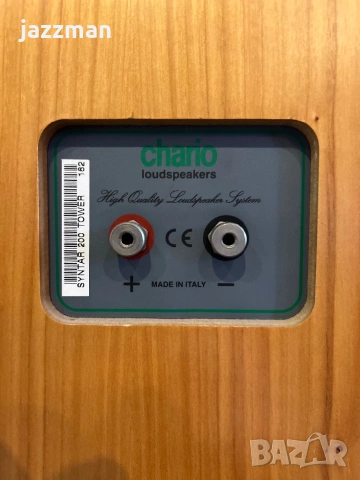 jazzman
chario
loudspeakers
High Quality Loudspeaker System
SYNTAR 200 TOWER 162
CE
+ MADE IN ITALY −
BAZAR